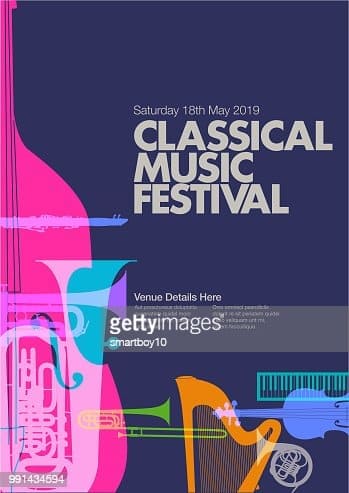 Saturday 18th May 2019
CLASSICAL
MUSIC
FESTIVAL
Venue Details Here
gettyimages
smartboy10
991434594